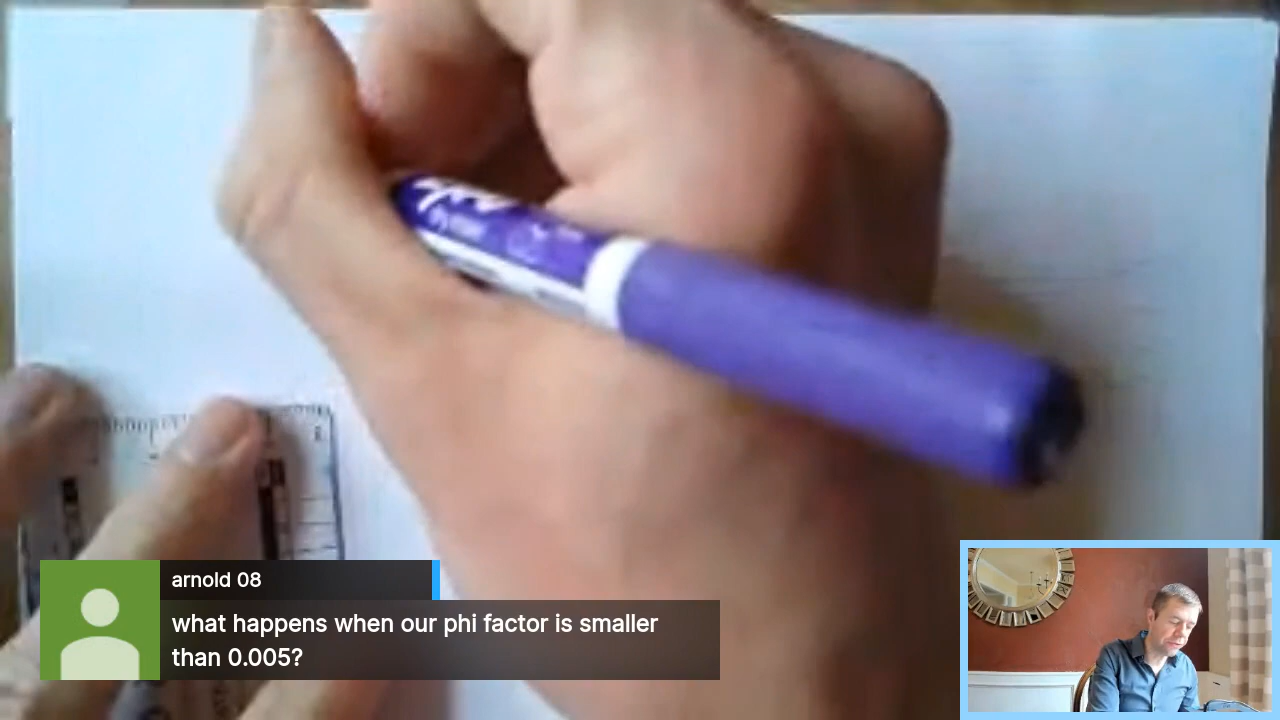 arnold 08
what happens when our phi factor is smaller
than 0.005?